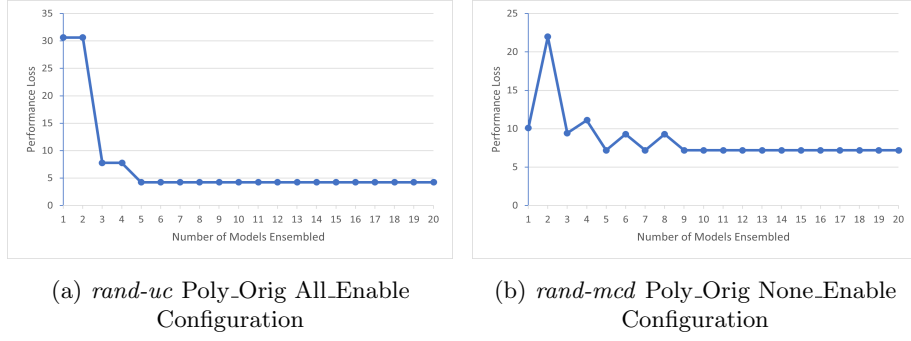 35
30
25
20
15
10
5
0
Performance Loss
1 2 3 4 5 6 7 8 9 10 11 12 13 14 15 16 17 18 19 20
Number of Models Ensembled
(a) rand-uc Poly_Orig All_Enable
Configuration
25
20
15
10
5
0
Performance Loss
1 2 3 4 5 6 7 8 9 10 11 12 13 14 15 16 17 18 19 20
Number of Models Ensembled
(b) rand-mcd Poly_Orig None_Enable
Configuration